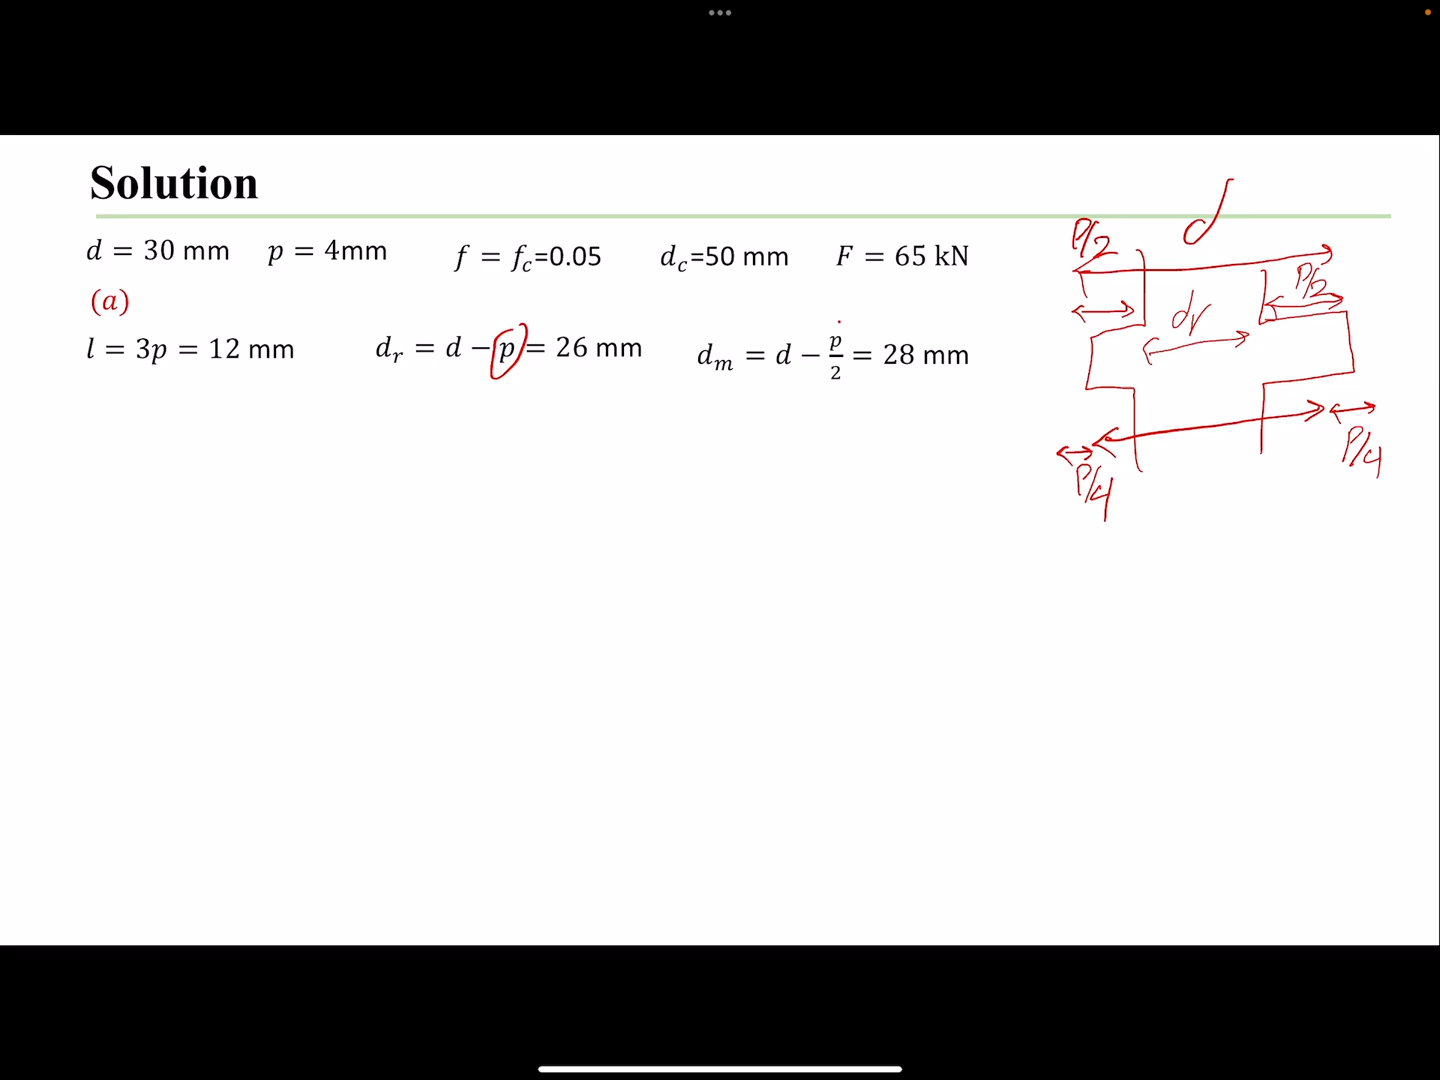 Solution
d = 30 mm p = 4mm f = f_c=0.05 d_c=50 mm F = 65 kN
(a)
l = 3p = 12 mm d_r = d − p = 26 mm d_m = d − p/2 = 28 mm
d
P/2
P/2
dr
P/4
P/4